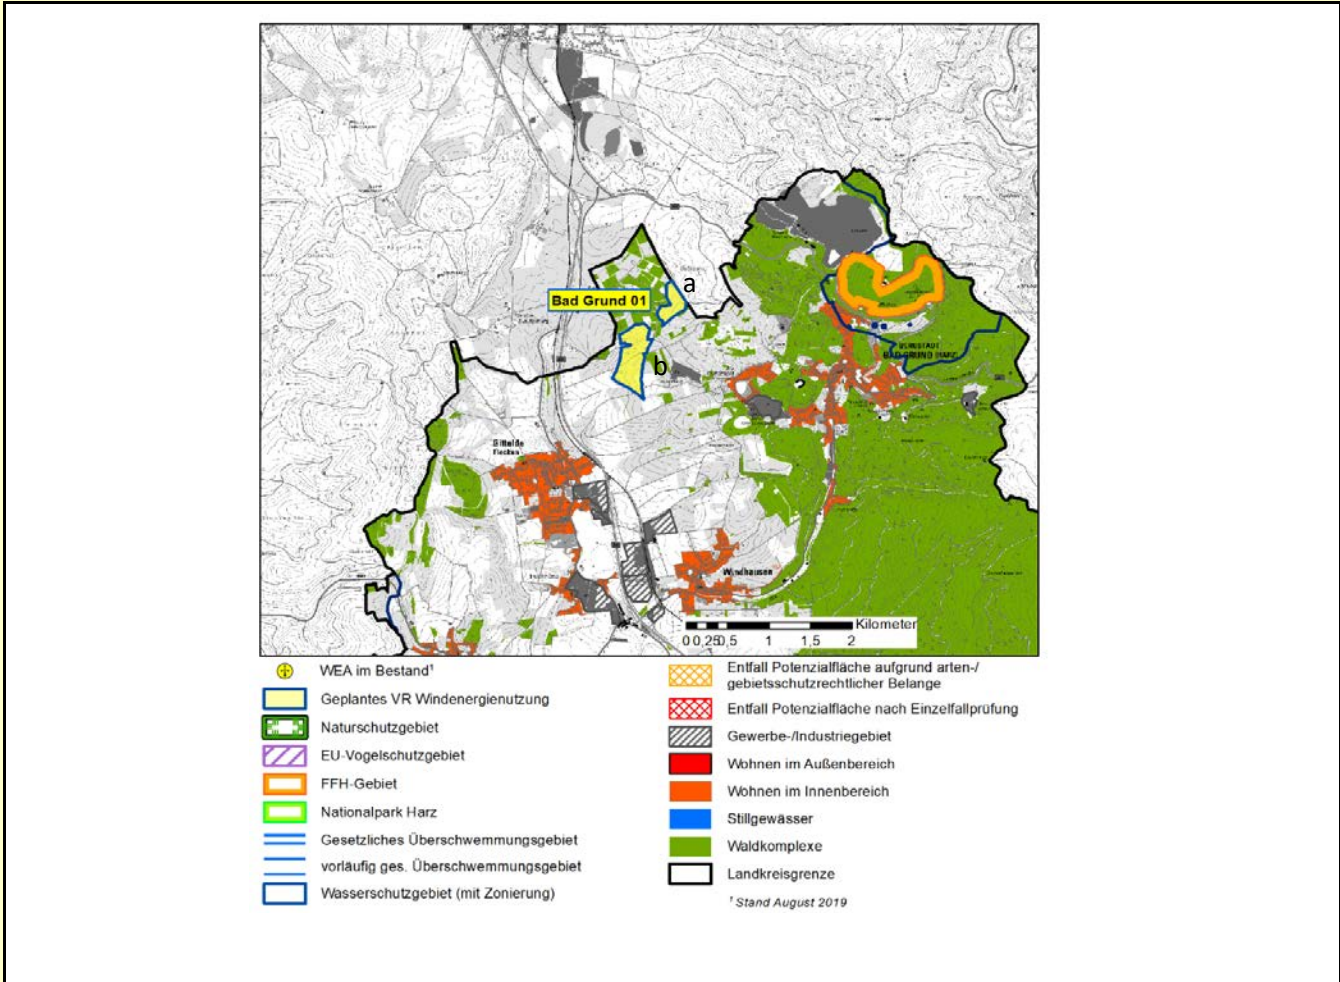 a
Bad Grund 01
b
BERGSTADT
BAD GRUND (HARZ)
Gittelde
Flecken
Windhausen
Kilometer
0 0,25 0,5 1 1,5 2
WEA im Bestand¹
Geplantes VR Windenergienutzung
Naturschutzgebiet
EU-Vogelschutzgebiet
FFH-Gebiet
Nationalpark Harz
Gesetzliches Überschwemmungsgebiet
vorläufig ges. Überschwemmungsgebiet
Wasserschutzgebiet (mit Zonierung)
Entfall Potenzialfläche aufgrund arten-/
gebietsschutzrechtlicher Belange
Entfall Potenzialfläche nach Einzelfallprüfung
Gewerbe-/Industriegebiet
Wohnen im Außenbereich
Wohnen im Innenbereich
Stillgewässer
Waldkomplexe
Landkreisgrenze
¹ Stand August 2019